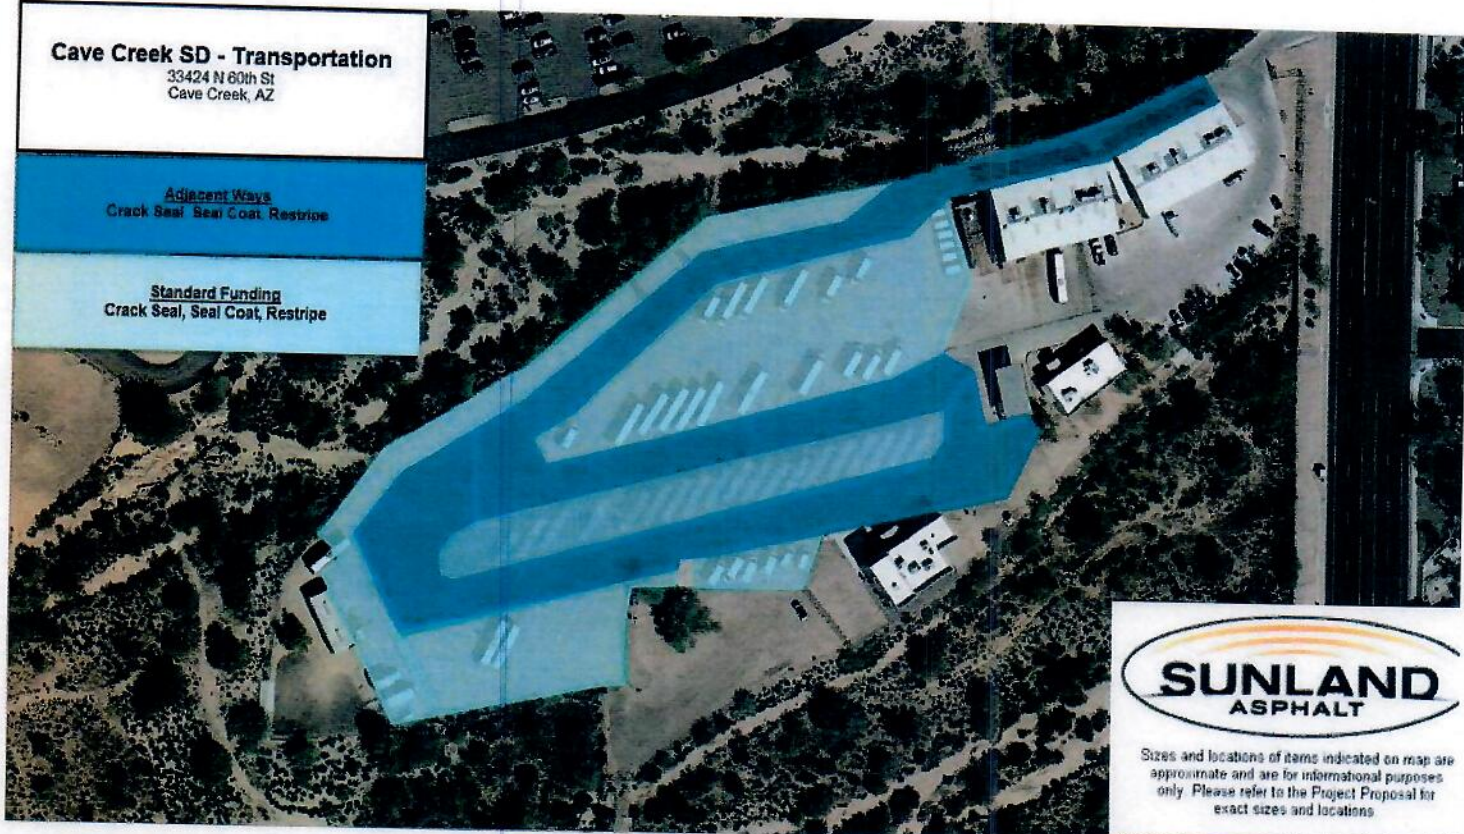 Cave Creek SD - Transportation
33424 N 60th St
Cave Creek, AZ
Adjacent Ways
Crack Seal, Seal Coat, Restripe
Standard Funding
Crack Seal, Seal Coat, Restripe
SUNLAND
ASPHALT
Sizes and locations of items indicated on map are
approximate and are for informational purposes
only. Please refer to the Project Proposal for
exact sizes and locations.